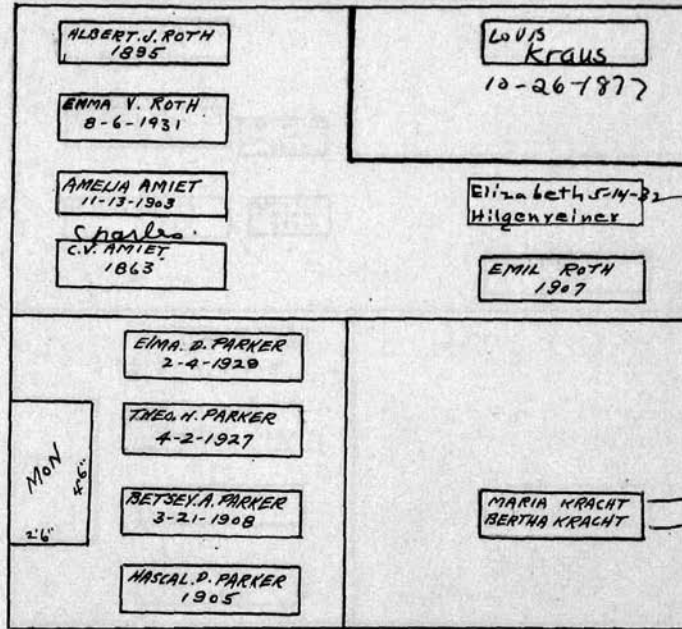 ALBERT. J. ROTH
1895
EMMA V. ROTH
8-6-1931
AMELIA AMIET
11-13-1903
Charles.
C.V. AMIET
1863
LOUIS
Kraus
10-26-1877
Elizabeth 5-14-32
Hilgenreiner
EMIL ROTH
1907
ElMA. D. PARKER
2-4-1929
THEO. H. PARKER
4-2-1927
BETSEY. A. PARKER
3-21-1908
HASCAL. D. PARKER
1905
MON
2'6"
MARIA KRACHT
BERTHA KRACHT